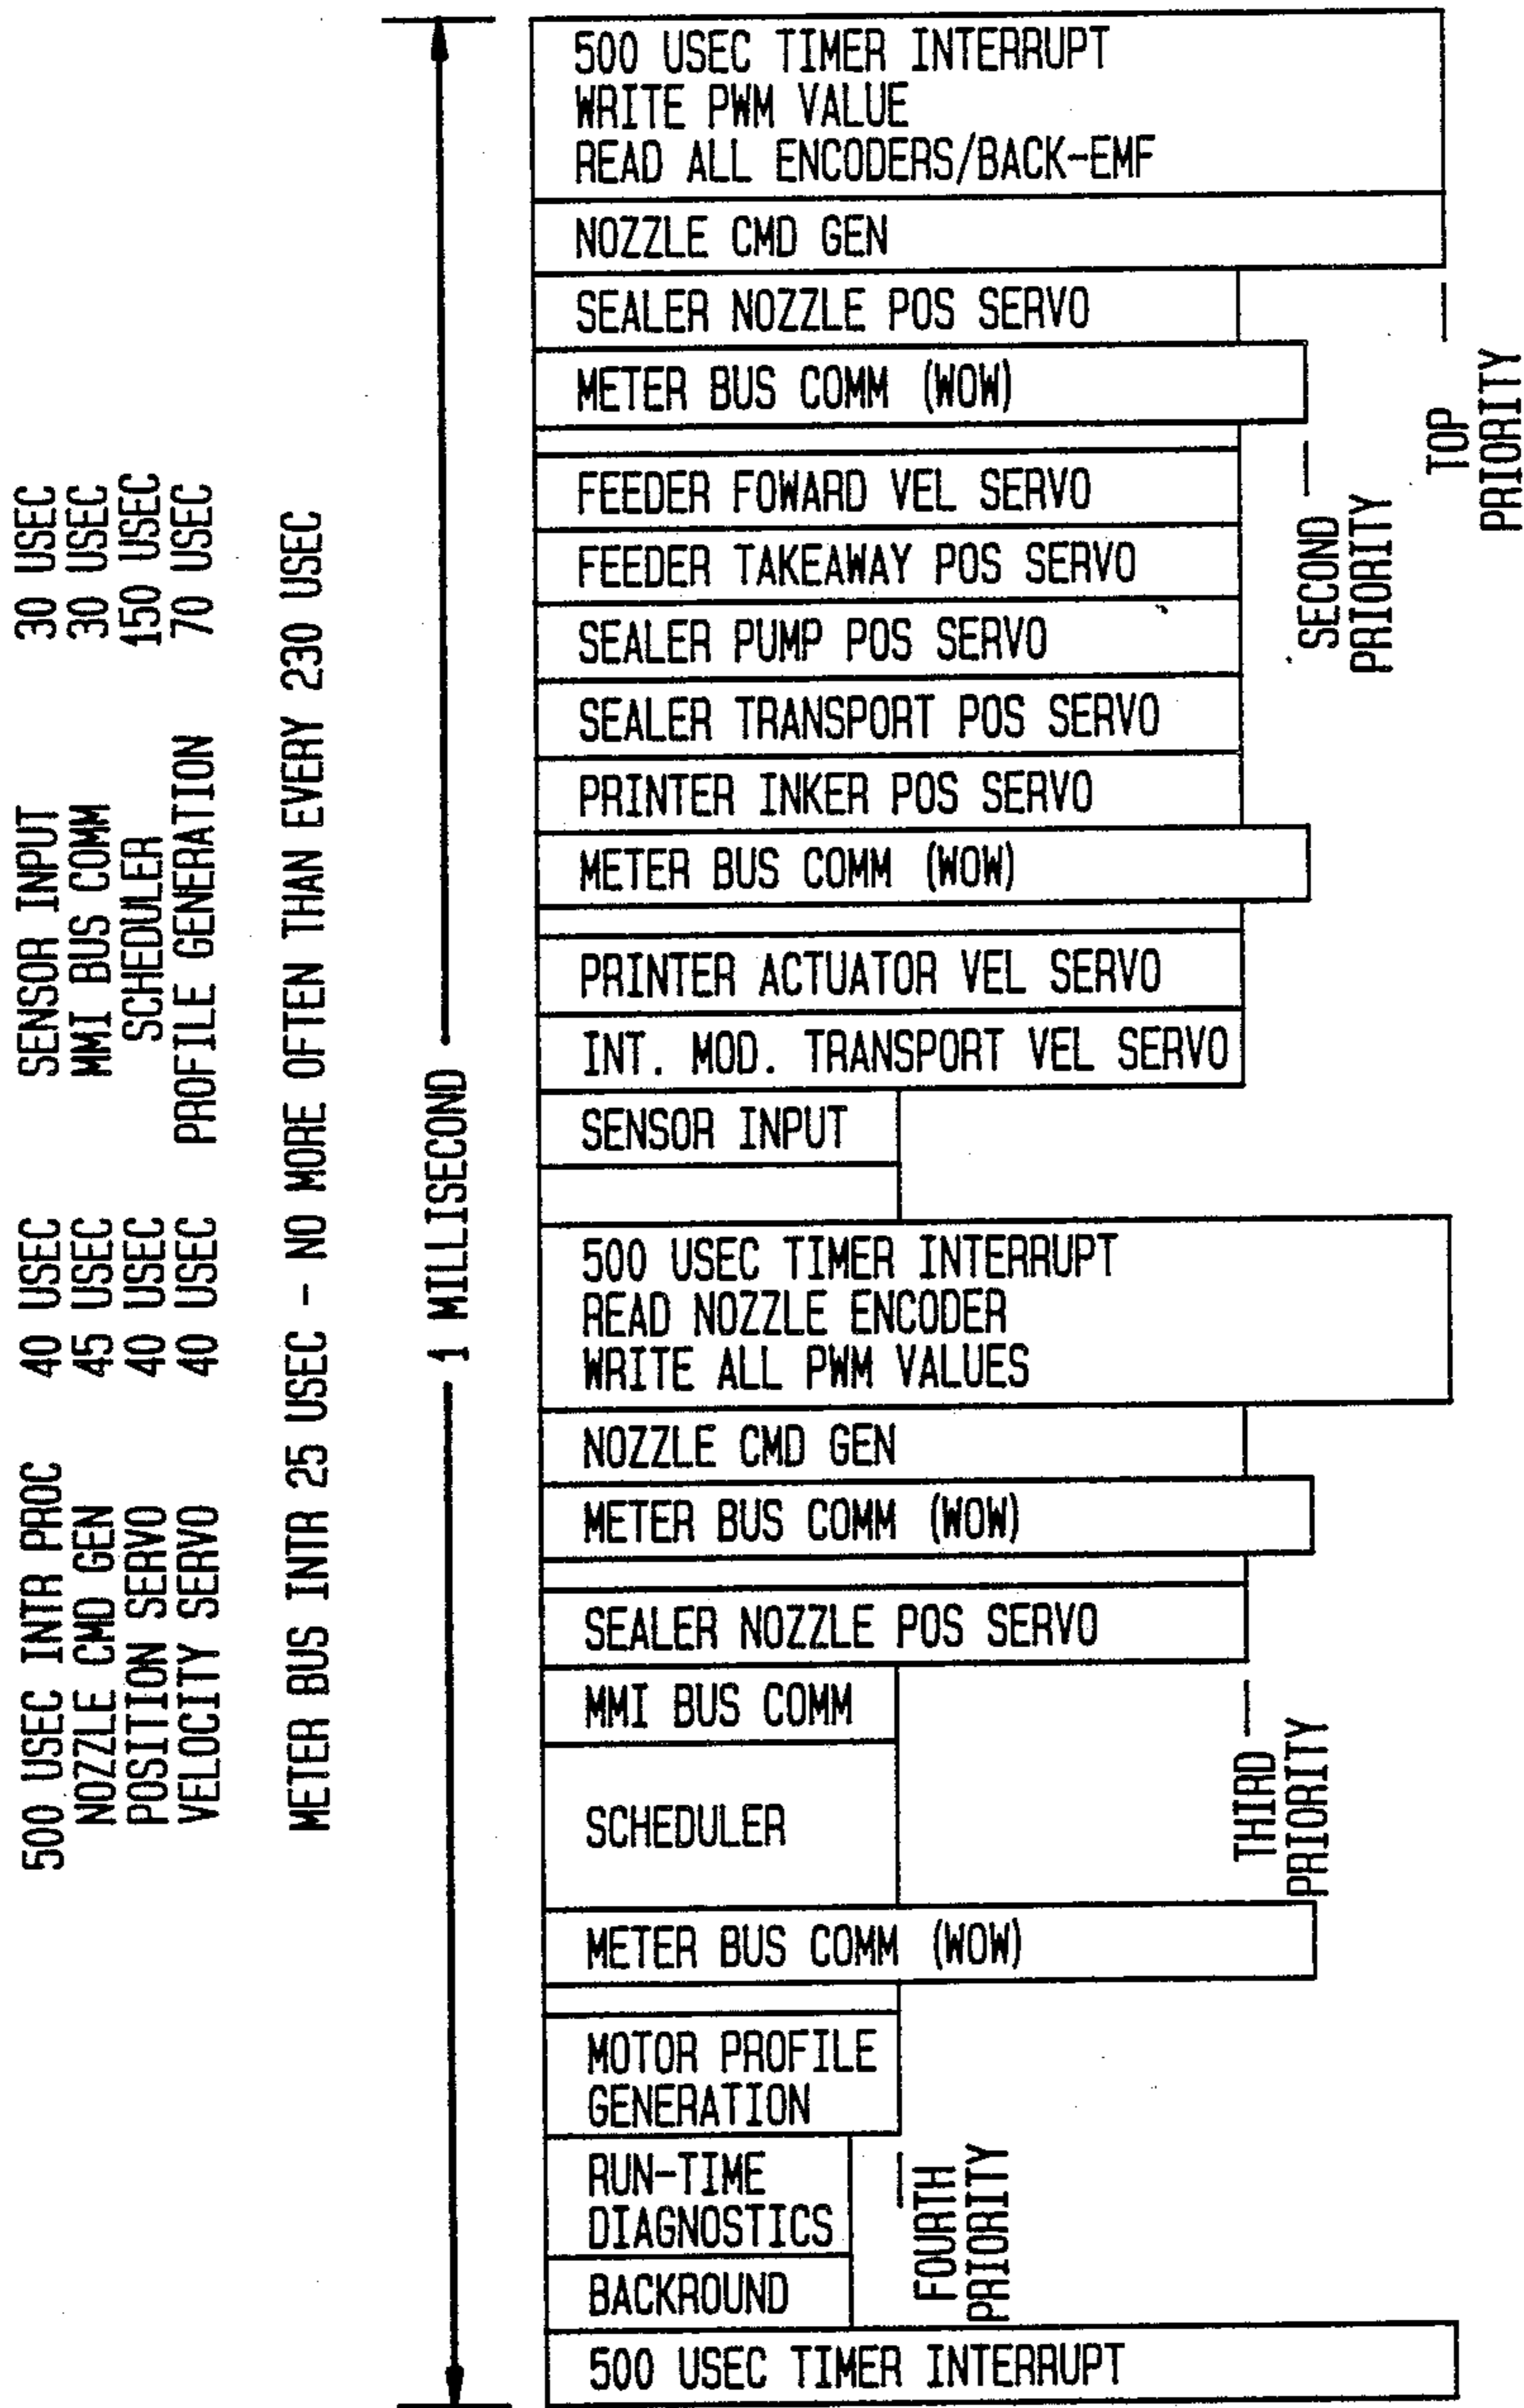 500 USEC INTR PROC 40 USEC SENSOR INPUT 30 USEC
NOZZLE CMD GEN 45 USEC MMI BUS COMM 30 USEC
POSITION SERVO 40 USEC SCHEDULER 150 USEC
VELOCITY SERVO 40 USEC PROFILE GENERATION 70 USEC
METER BUS INTR 25 USEC - NO MORE OFTEN THAN EVERY 230 USEC
1 MILLISECOND
500 USEC TIMER INTERRUPT
WRITE PWM VALUE
READ ALL ENCODERS/BACK-EMF
NOZZLE CMD GEN
SEALER NOZZLE POS SERVO
METER BUS COMM (WOW)
FEEDER FOWARD VEL SERVO
FEEDER TAKEAWAY POS SERVO
SEALER PUMP POS SERVO
SEALER TRANSPORT POS SERVO
PRINTER INKER POS SERVO
METER BUS COMM (WOW)
PRINTER ACTUATOR VEL SERVO
INT. MOD. TRANSPORT VEL SERVO
SENSOR INPUT
500 USEC TIMER INTERRUPT
READ NOZZLE ENCODER
WRITE ALL PWM VALUES
NOZZLE CMD GEN
METER BUS COMM (WOW)
SEALER NOZZLE POS SERVO
MMI BUS COMM
SCHEDULER
METER BUS COMM (WOW)
MOTOR PROFILE
GENERATION
RUN-TIME
DIAGNOSTICS
BACKROUND
500 USEC TIMER INTERRUPT
TOP
PRIORITY
SECOND
PRIORITY
THIRD
PRIORITY
FOURTH
PRIORITY